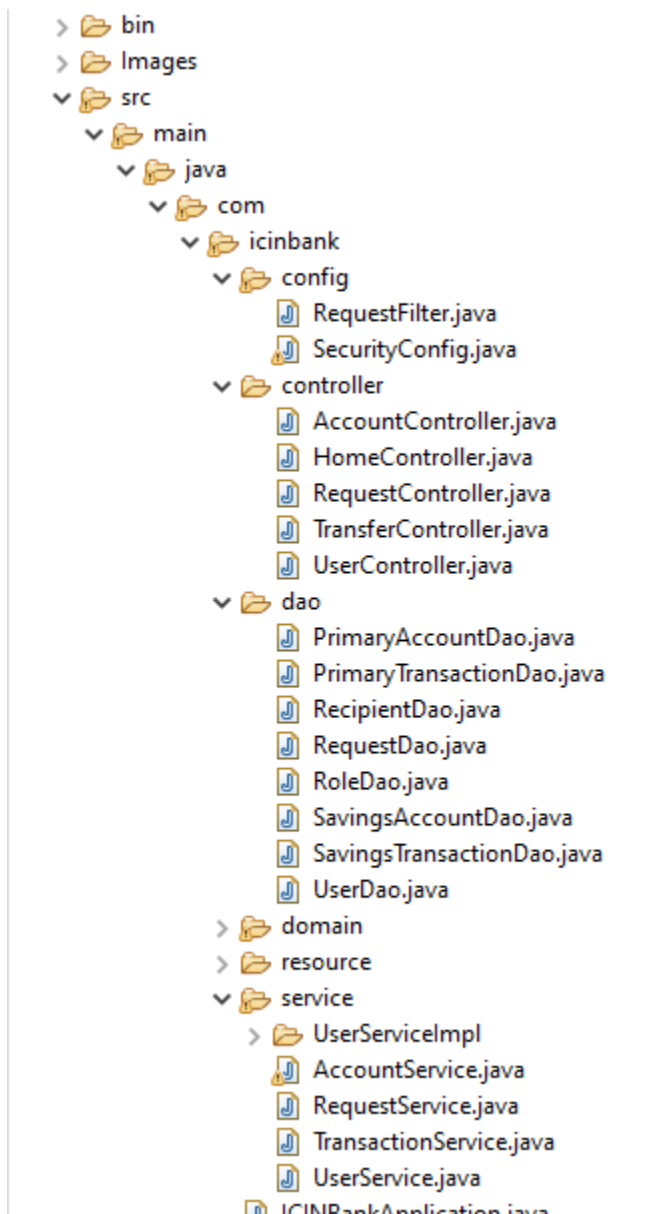 bin
Images
src
main
java
com
icinbank
config
RequestFilter.java
SecurityConfig.java
controller
AccountController.java
HomeController.java
RequestController.java
TransferController.java
UserController.java
dao
PrimaryAccountDao.java
PrimaryTransactionDao.java
RecipientDao.java
RequestDao.java
RoleDao.java
SavingsAccountDao.java
SavingsTransactionDao.java
UserDao.java
domain
resource
service
UserServiceImpl
AccountService.java
RequestService.java
TransactionService.java
UserService.java
ICINBankApplication.java